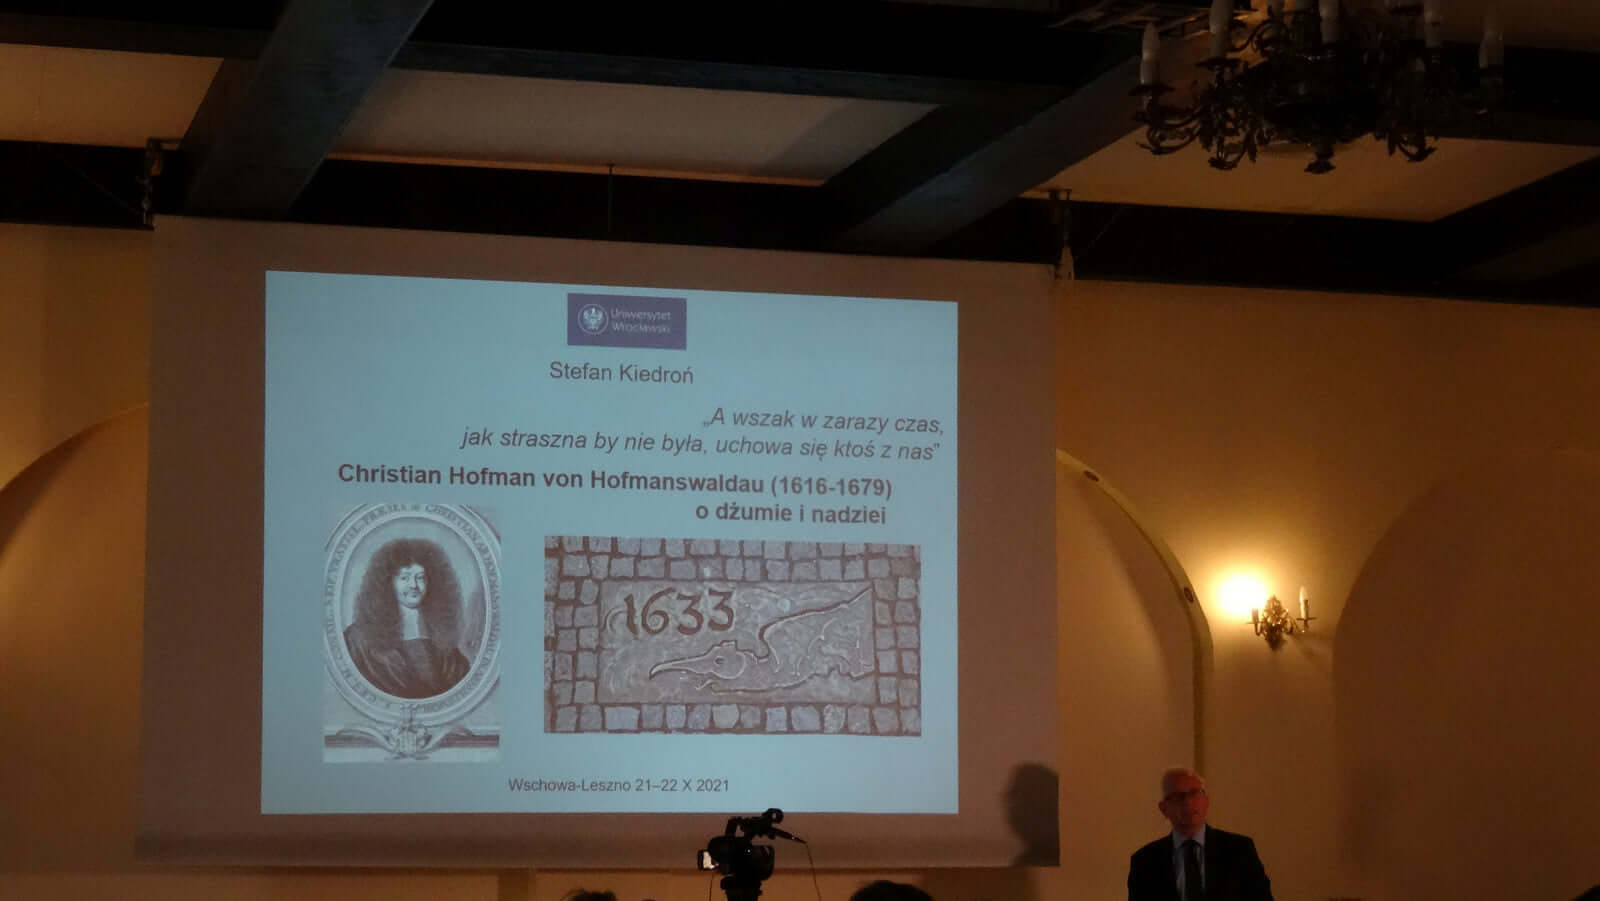 Uniwersytet
Wrocławski
Stefan Kiedroń
„A wszak w zarazy czas,
jak straszna by nie była, uchowa się ktoś z nas”
Christian Hofman von Hofmanswaldau (1616-1679)
o dżumie i nadziei
1633
Wschowa-Leszno 21–22 X 2021